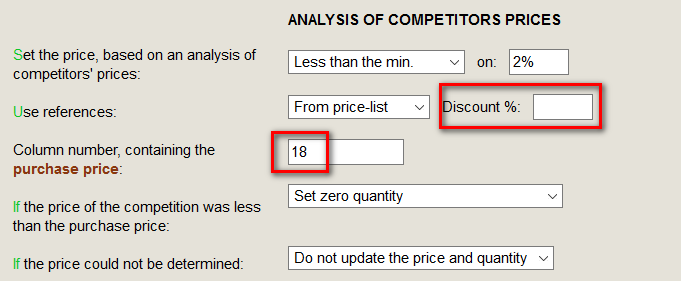 ANALYSIS OF COMPETITORS PRICES
Set the price, based on an analysis of
competitors' prices:
Less than the min. on: 2%
Use references:
From price-list Discount %:
Column number, containing the
purchase price:
18
If the price of the competition was less
than the purchase price:
Set zero quantity
If the price could not be determined:
Do not update the price and quantity